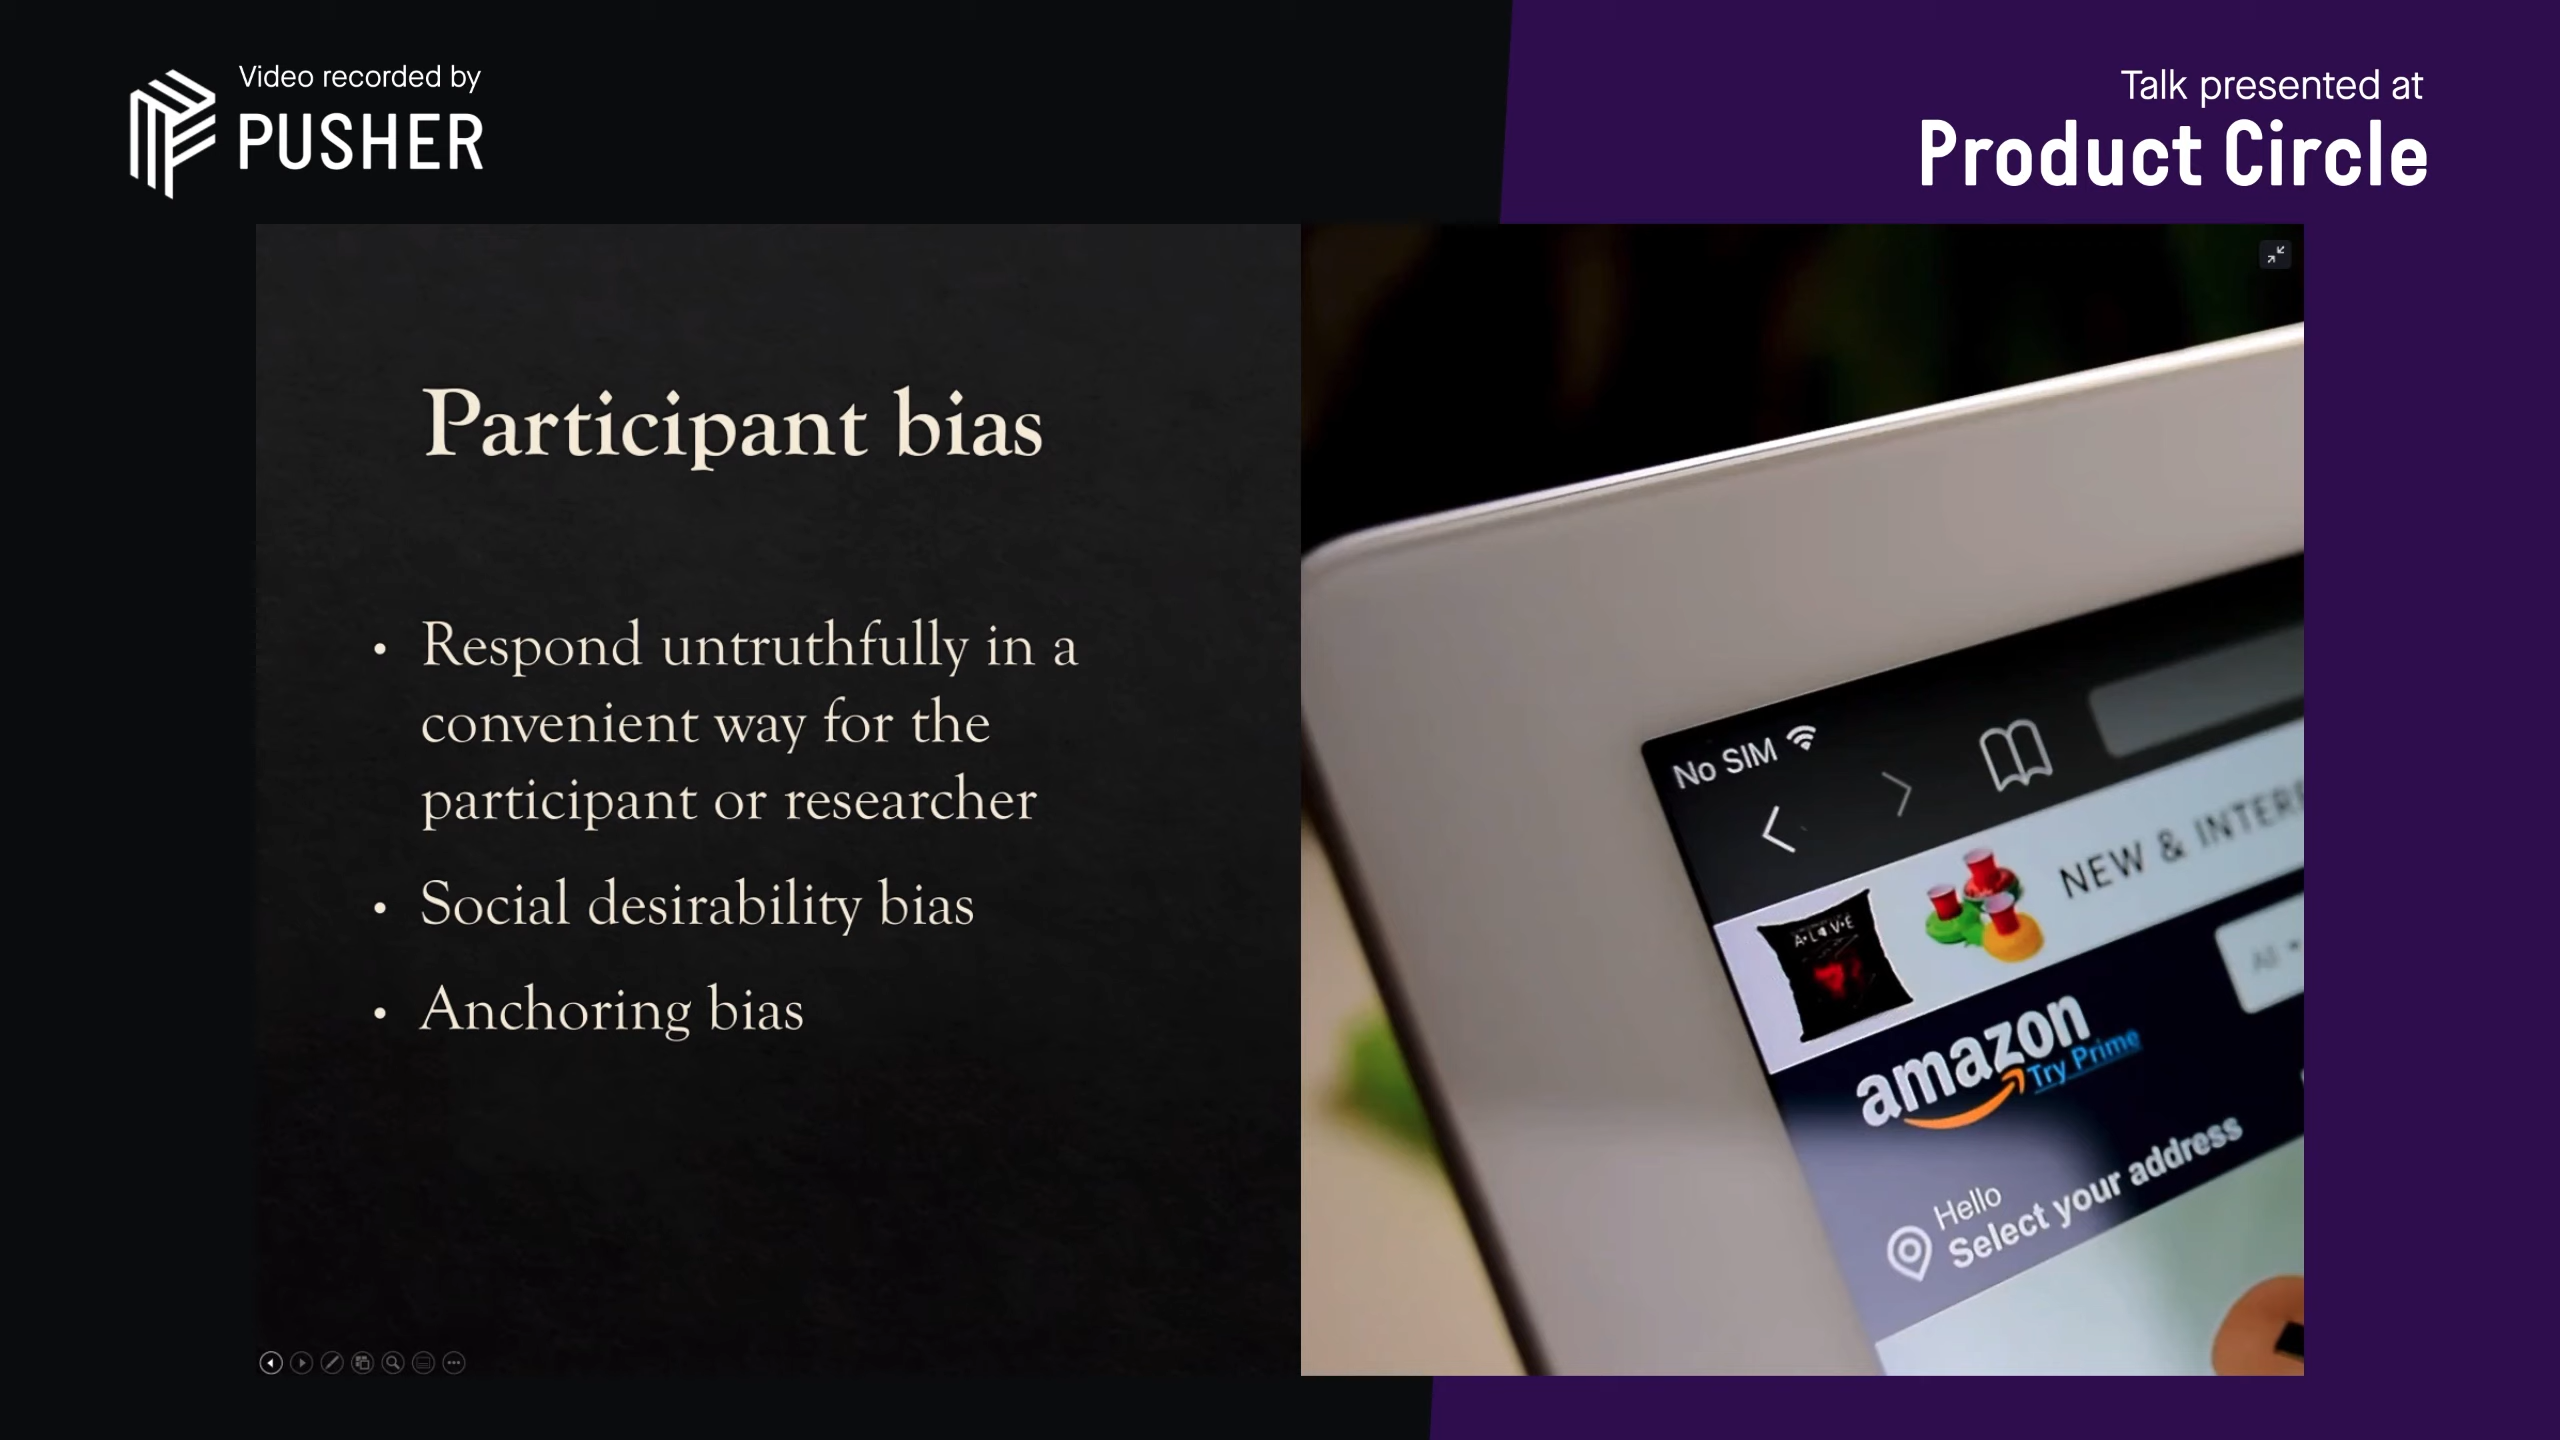 Video recorded by
PUSHER
Talk presented at
Product Circle
Participant bias
• Respond untruthfully in a
convenient way for the
participant or researcher
• Social desirability bias
• Anchoring bias
No SIM
NEW &
A•L•V•E
All
amazon
Try Prime
Hello
Select your address